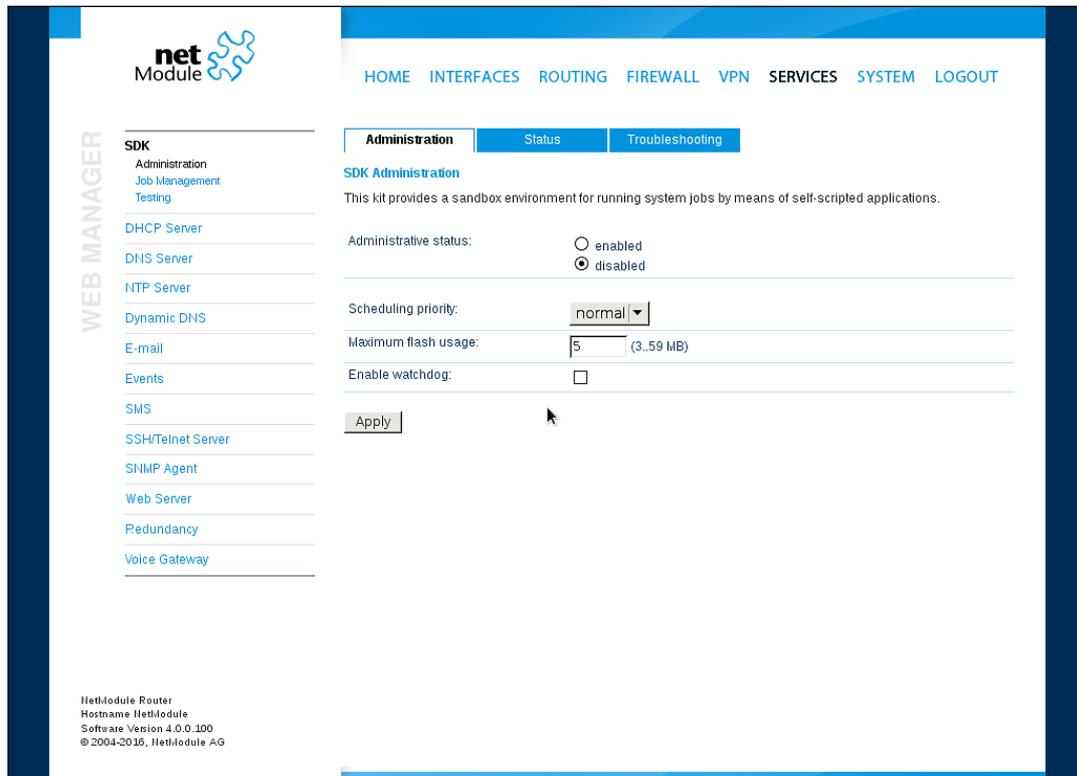 net
Module
HOME INTERFACES ROUTING FIREWALL VPN SERVICES SYSTEM LOGOUT
WEB MANAGER
SDK
Administration
Job Management
Testing
DHCP Server
DNS Server
NTP Server
Dynamic DNS
E-mail
Events
SMS
SSH/Telnet Server
SNMP Agent
Web Server
Redundancy
Voice Gateway
Administration Status Troubleshooting
SDK Administration
This kit provides a sandbox environment for running system jobs by means of self-scripted applications.
Administrative status:
enabled
disabled
Scheduling priority: normal
Maximum flash usage: 5 (3..59 MB)
Enable watchdog:
Apply
NetModule Router
Hostname NetModule
Software Version 4.0.0.100
© 2004-2016, NetModule AG